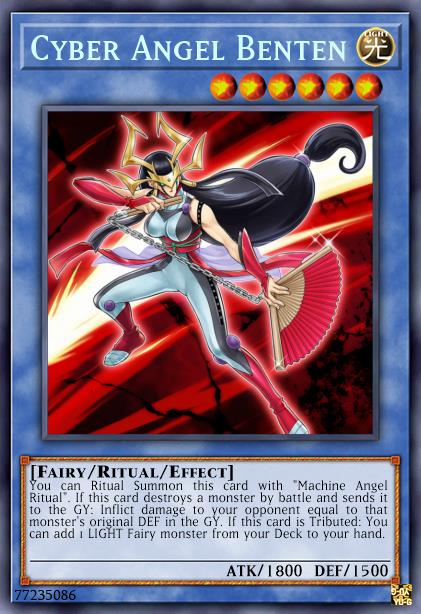 CYBER ANGEL BENTEN
LIGHT
光
[FAIRY/RITUAL/EFFECT]
You can Ritual Summon this card with "Machine Angel
Ritual". If this card destroys a monster by battle and sends it
to the GY: Inflict damage to your opponent equal to that
monster's original DEF in the GY. If this card is Tributed: You
can add 1 LIGHT Fairy monster from your Deck to your hand.
ATK/1800 DEF/1500
77235086